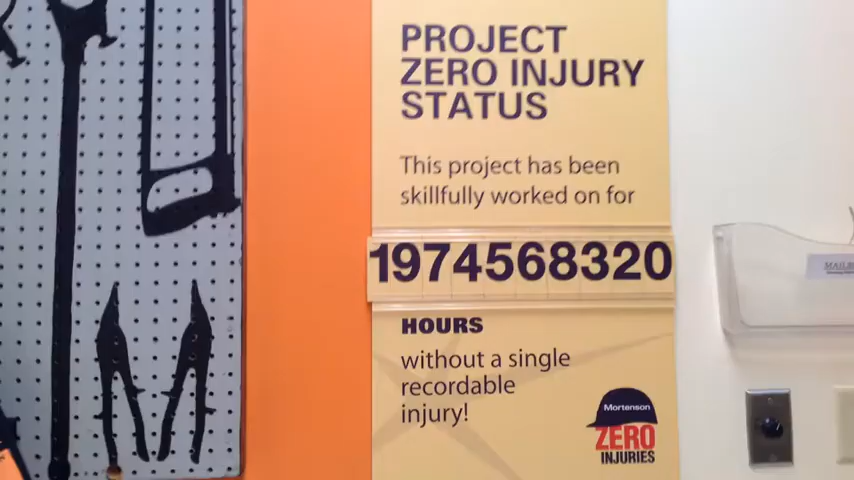 PROJECT
ZERO INJURY
STATUS
This project has been
skillfully worked on for
1974568320
HOURS
without a single
recordable
injury!
Mortenson
ZERO
INJURIES